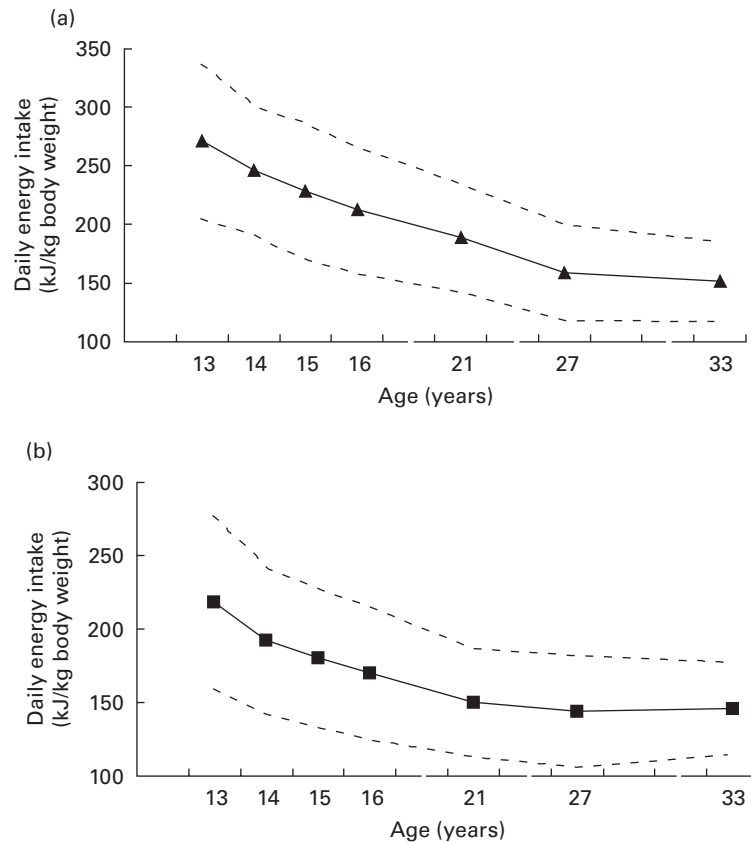 (a)
350
300
250
200
150
100
Daily energy intake
(kJ/kg body weight)
13 14 15 16 21 27 33
Age (years)
(b)
300
250
200
150
100
Daily energy intake
(kJ/kg body weight)
13 14 15 16 21 27 33
Age (years)